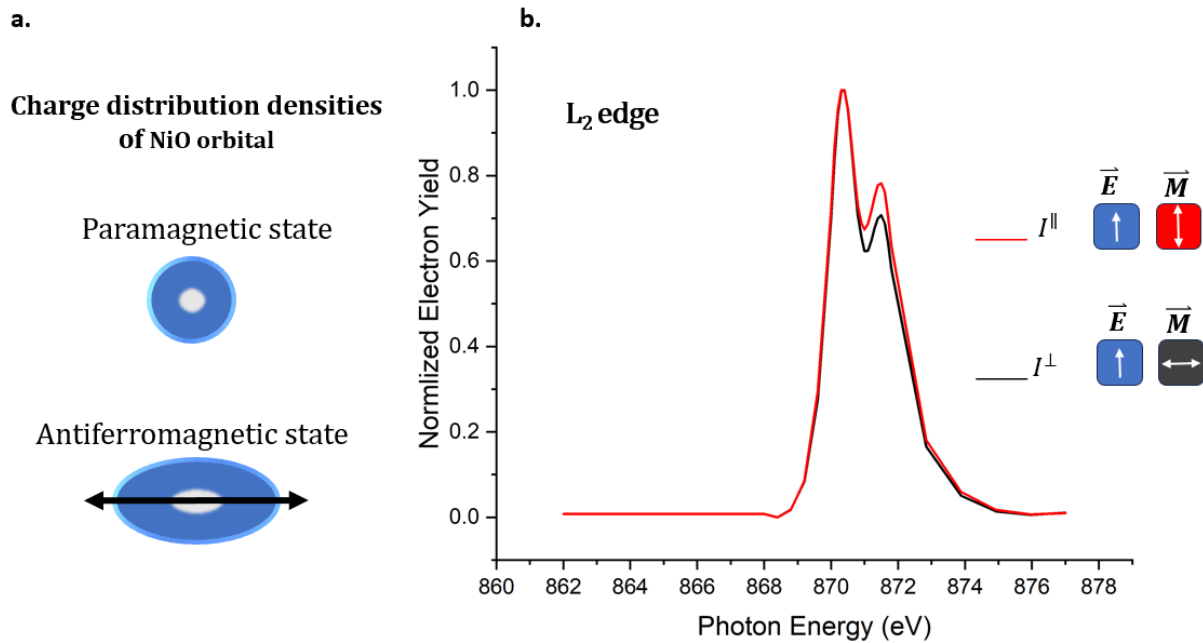 a.
Charge distribution densities
of NiO orbital
Paramagnetic state
Antiferromagnetic state
b.
L₂ edge
Normlized Electron Yield
1.0
0.8
0.6
0.4
0.2
0.0
860 862 864 866 868 870 872 874 876 878
Photon Energy (eV)
E M
I∥
E M
I⊥